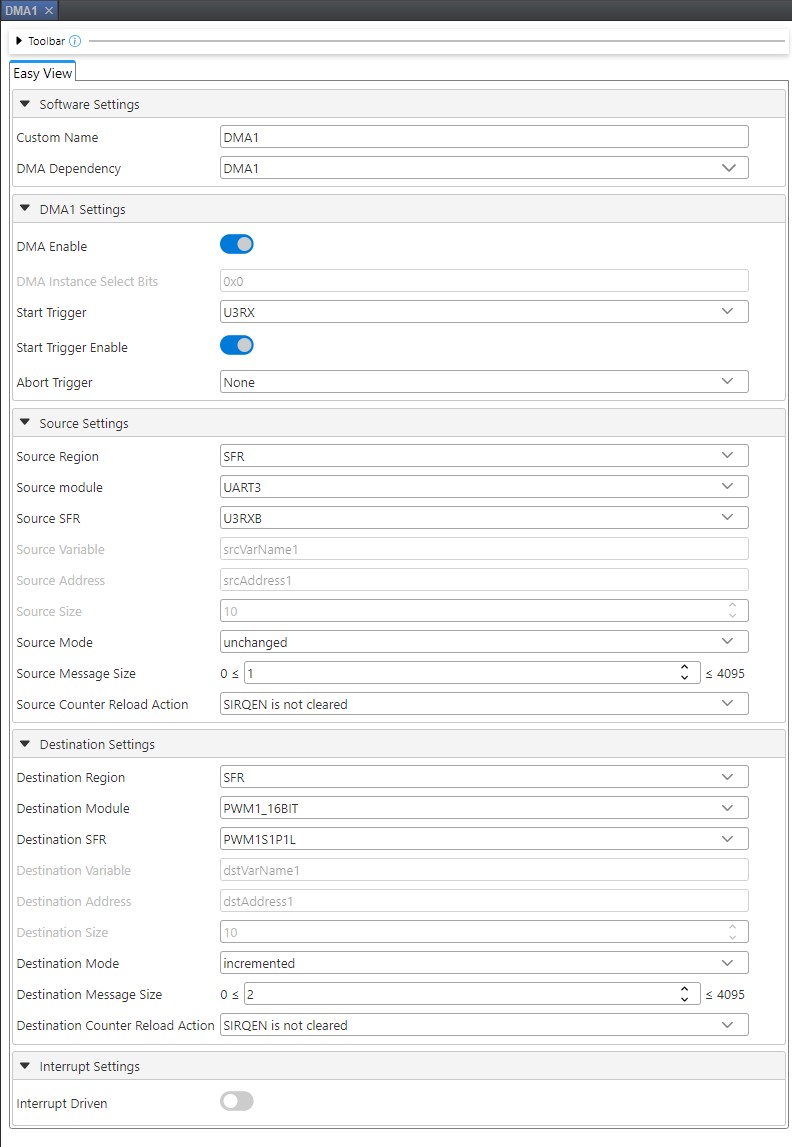 DMA1 ×
Toolbar
Easy View
Software Settings
Custom Name DMA1
DMA Dependency DMA1
DMA1 Settings
DMA Enable
DMA Instance Select Bits 0x0
Start Trigger U3RX
Start Trigger Enable
Abort Trigger None
Source Settings
Source Region SFR
Source module UART3
Source SFR U3RXB
Source Variable srcVarName1
Source Address srcAddress1
Source Size 10
Source Mode unchanged
Source Message Size 0 ≤ 1 ≤ 4095
Source Counter Reload Action SIRQEN is not cleared
Destination Settings
Destination Region SFR
Destination Module PWM1_16BIT
Destination SFR PWM1S1P1L
Destination Variable dstVarName1
Destination Address dstAddress1
Destination Size 10
Destination Mode incremented
Destination Message Size 0 ≤ 2 ≤ 4095
Destination Counter Reload Action SIRQEN is not cleared
Interrupt Settings
Interrupt Driven